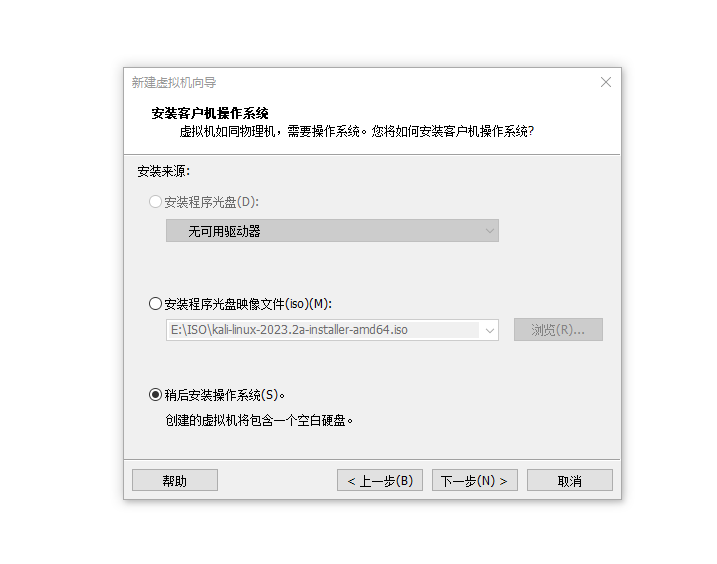 新建虚拟机向导
安装客户机操作系统
虚拟机如同物理机，需要操作系统。您将如何安装客户机操作系统?
安装来源:
安装程序光盘(D):
无可用驱动器
安装程序光盘映像文件(iso)(M):
E:\ISO\kali-linux-2023.2a-installer-amd64.iso
浏览(R)...
稍后安装操作系统(S)。
创建的虚拟机将包含一个空白硬盘。
帮助
< 上一步(B)
下一步(N) >
取消